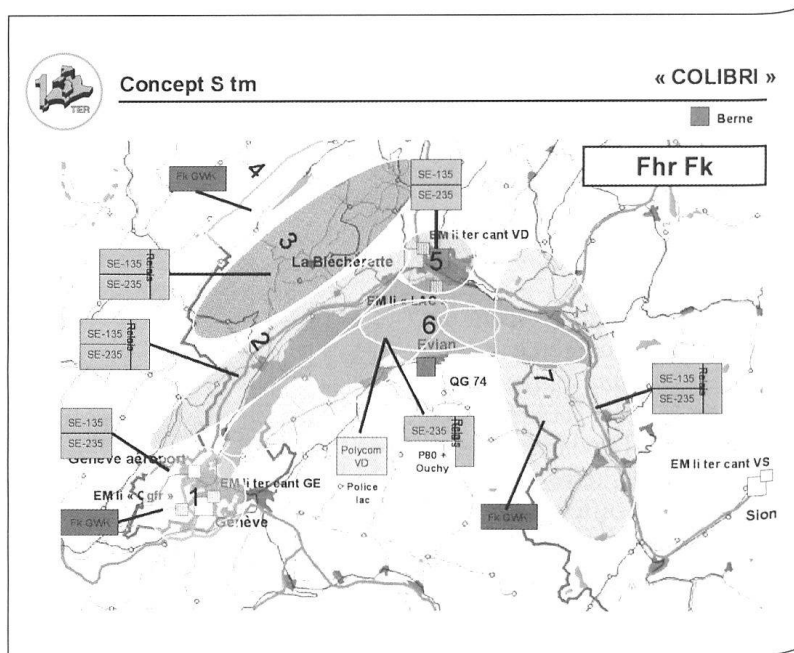 1
TER
Concept S tm
« COLIBRI »
Berne
Fhr Fk
Fk GWK
4
SE-135
SE-235
EM li ter cant VD
3
La Blécherette
5
SE-135
SE-235
Relais
EM li « LAC »
6
Evian
SE-135
SE-235
Relais
2
QG 74
7
SE-135
SE-235
Relais
SE-135
SE-235
SE-235
Relais
Polycom
VD
P80 +
Ouchy
Police
lac
Genève aéroport
EM li ter cant GE
EM li ter cant VS
EM li « Cgfr »
1
Fk GWK
Genève
Fk GWK
Sion